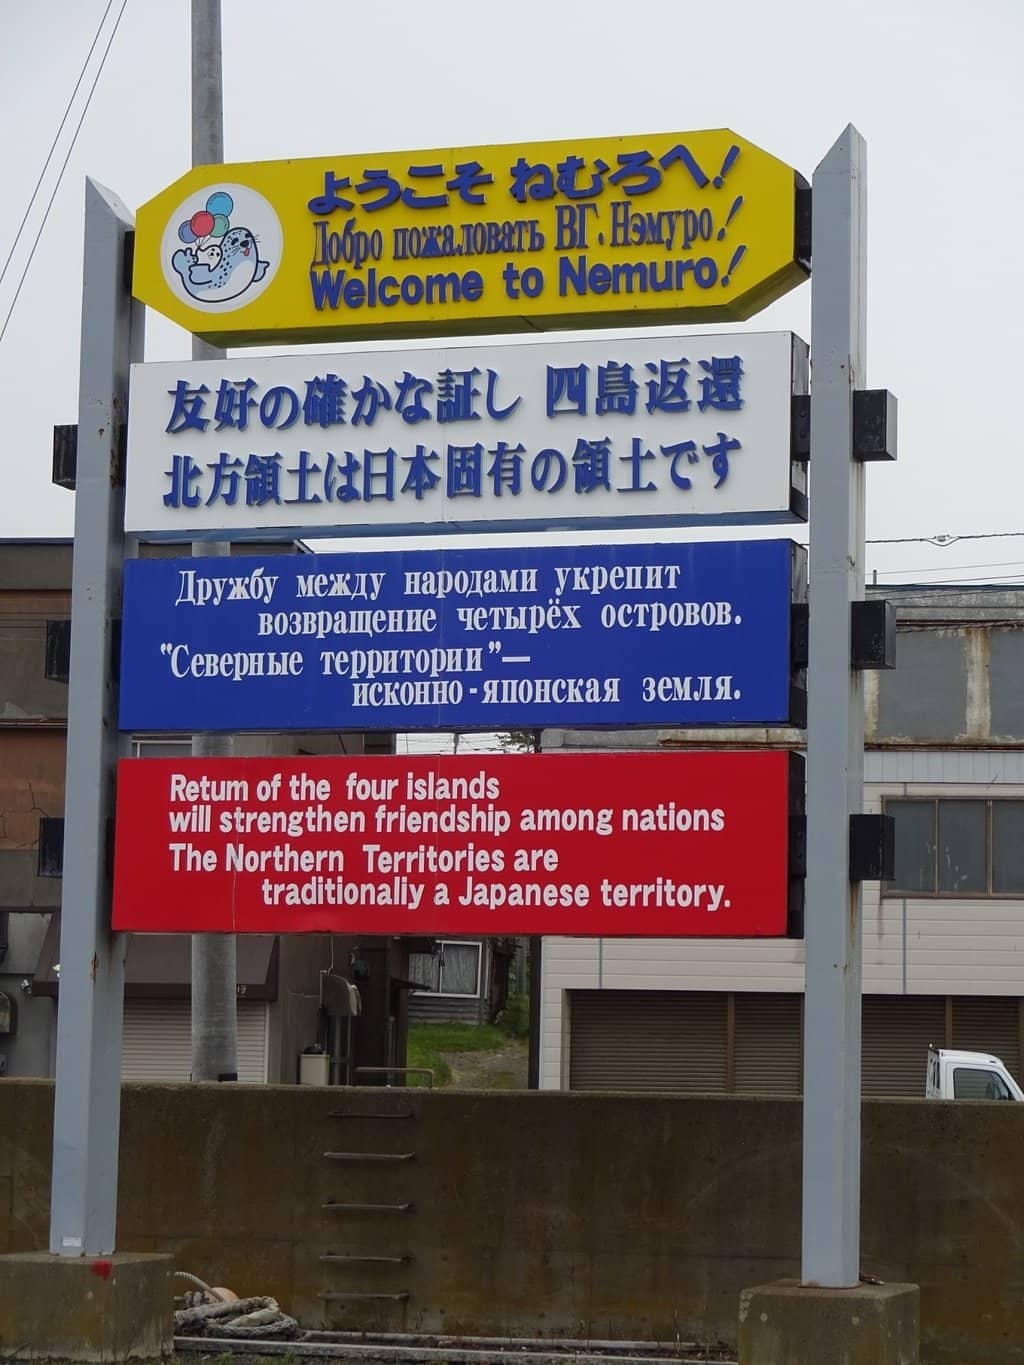 ようこそ ねむろへ!
Добро пожаловать ВГ. Нэмуро!
Welcome to Nemuro!
友好の確かな証し 四島返還
北方領土は日本固有の領土です
Дружбу между народами укрепит
возвращение четырёх островов.
"Северные территории"—
исконно-японская земля.
Retum of the four islands
will strengthen friendship among nations
The Northern Territories are
traditionaliy a Japanese territory.